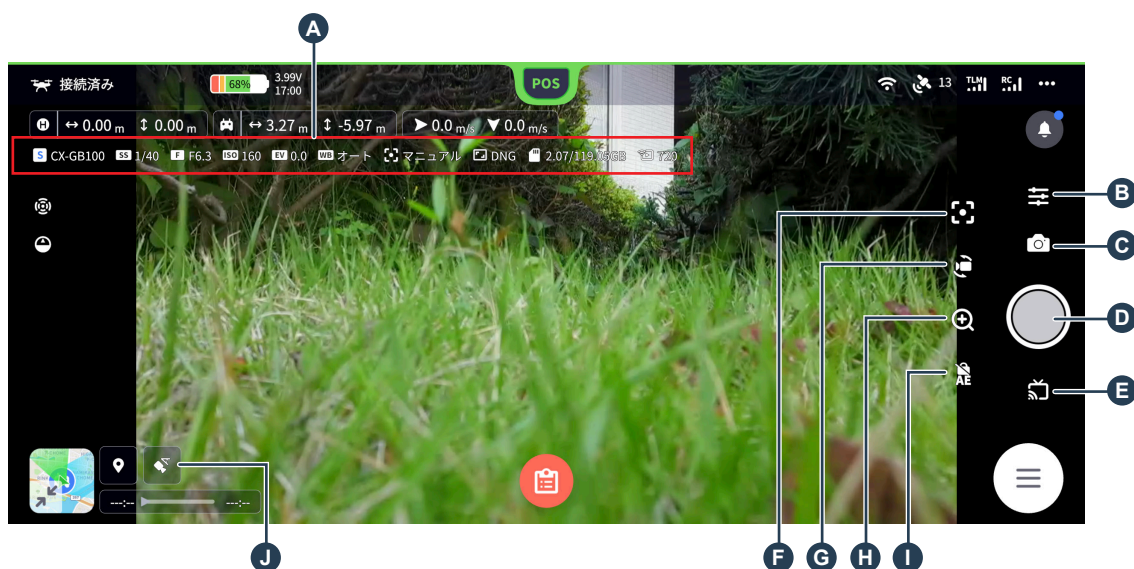 A
接続済み 68% 3.99V 17:00 POS 13 TLM RC
H ↔ 0.00 m ↕ 0.00 m ↔ 3.27 m ↕ -5.97 m 0.0 m/s 0.0 m/s
S CX-GB100 SS 1/40 F F6.3 ISO 160 EV 0.0 WB オート マニュアル DNG 2.07/119.05GB 720
B
C
D
AE
E
---:-- ---:--
J F G H I